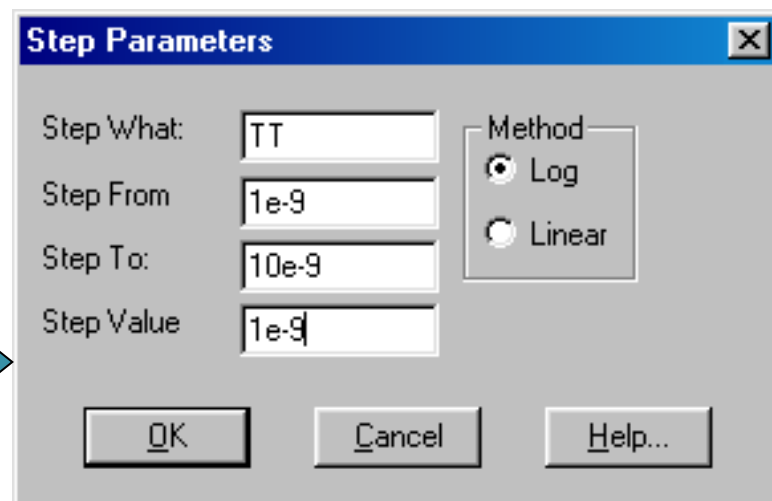 Step Parameters
Step What: TT
Step From 1e-9
Step To: 10e-9
Step Value 1e-9
Method
Log
Linear
OK Cancel Help...